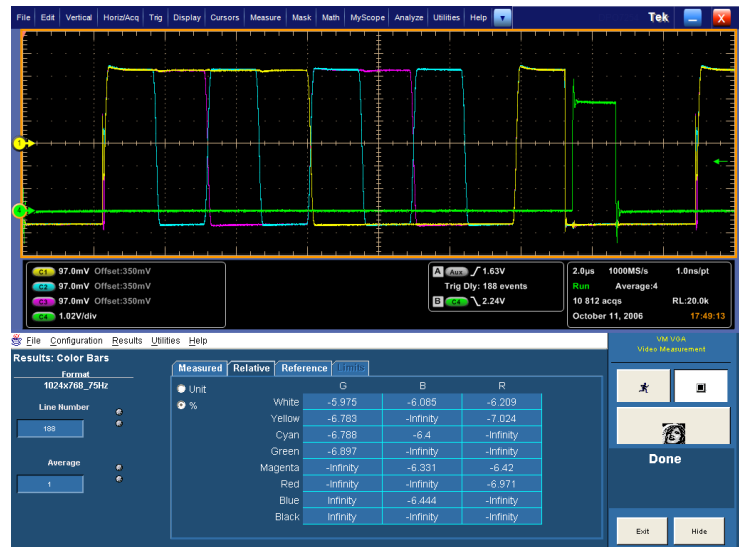 File Edit Vertical Horiz/Acq Trig Display Cursors Measure Mask Math MyScope Analyze Utilities Help Tek X
1
4
C1 97.0mV Offset:350mV
C2 97.0mV Offset:350mV
C3 97.0mV Offset:350mV
C4 1.02V/div
A Aux 1.63V
Trig Dly: 188 events
B C4 2.24V
2.0µs 1000MS/s 1.0ns/pt
Run Average:4
10 812 acqs RL:20.0k
October 11, 2006 17:49:13
File Configuration Results Utilities Help
VM VGA
Video Measurement
Results: Color Bars
Format
1024x768_75Hz
Line Number
188
Average
1
Measured Relative Reference Limits
Unit
%
G B R
White -5.975 -6.085 -6.209
Yellow -6.783 -Infinity -7.024
Cyan -6.788 -6.4 -Infinity
Green -6.897 -Infinity -Infinity
Magenta -Infinity -6.331 -6.42
Red -Infinity -Infinity -6.971
Blue Infinity -6.444 -Infinity
Black Infinity -Infinity -Infinity
Done
Exit Hide